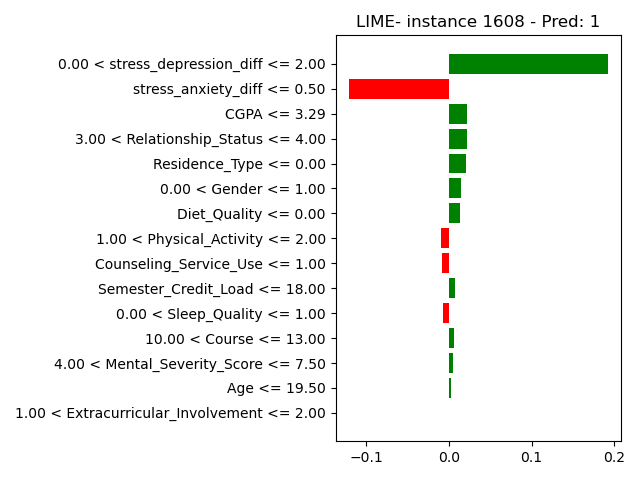 LIME- instance 1608 - Pred: 1
0.00 < stress_depression_diff <= 2.00
stress_anxiety_diff <= 0.50
CGPA <= 3.29
3.00 < Relationship_Status <= 4.00
Residence_Type <= 0.00
0.00 < Gender <= 1.00
Diet_Quality <= 0.00
1.00 < Physical_Activity <= 2.00
Counseling_Service_Use <= 1.00
Semester_Credit_Load <= 18.00
0.00 < Sleep_Quality <= 1.00
10.00 < Course <= 13.00
4.00 < Mental_Severity_Score <= 7.50
Age <= 19.50
1.00 < Extracurricular_Involvement <= 2.00
−0.1 0.0 0.1 0.2